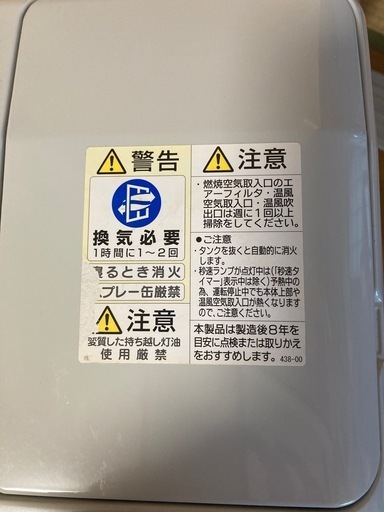 警告
換気必要
1時間に1〜2回
寝るとき消火
スプレー缶厳禁
注意
変質した持ち越し灯油
使用厳禁
注意
・燃焼空気取入口のエ
アーフィルタ・温風
空気取入口・温風吹
出口は週に1回以上
掃除をしてください。
●ご注意
・タンクを抜くと自動的に消火
します。
・秒速ランプが点灯中は(「秒速タ
イマー」表示中は除く)予熱中の
為、運転停止中でも本体上部や
温風空気取入口が熱くなります
ので、ご注意ください。
本製品は製造後8年を
目安に点検または取りかえ
をおすすめします。 438-00